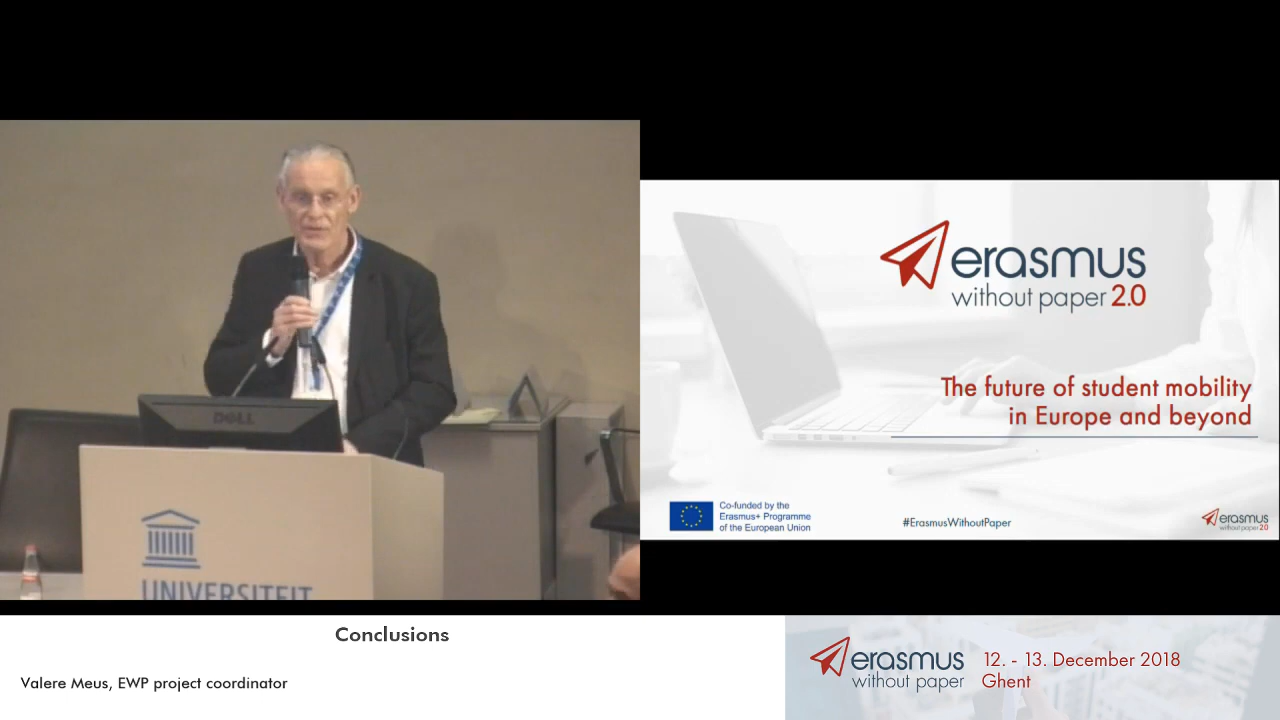 DELL
UNIVERSITEIT
erasmus
without paper 2.0
The future of student mobility
in Europe and beyond
Co-funded by the
Erasmus+ Programme
of the European Union
#ErasmusWithoutPaper
erasmus
without paper 2.0
Conclusions
Valere Meus, EWP project coordinator
erasmus
without paper
12. - 13. December 2018
Ghent